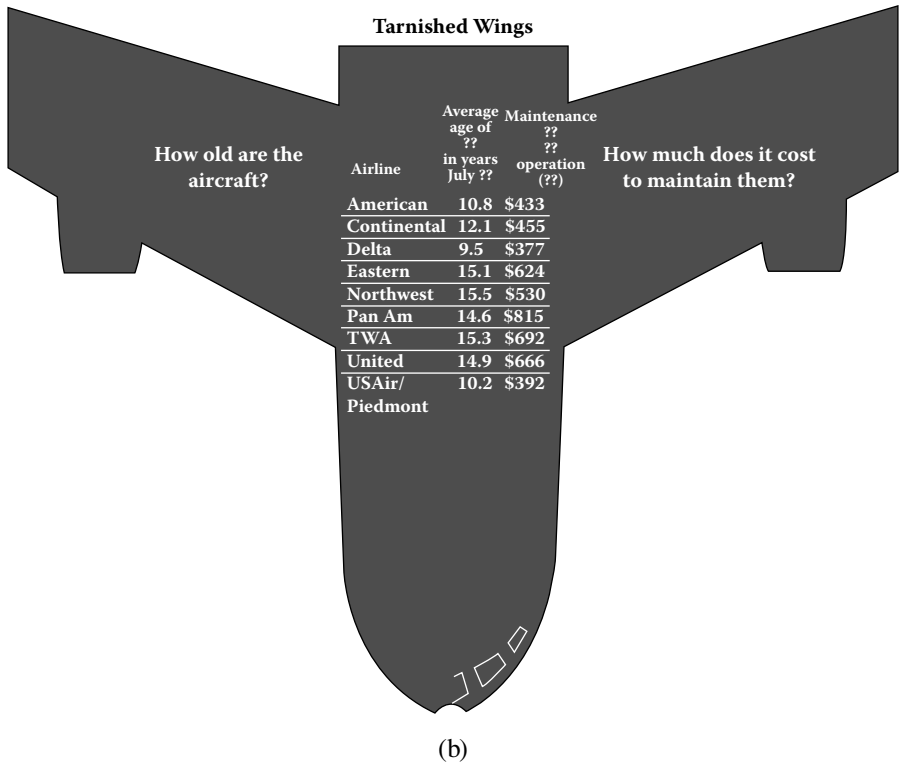 Tarnished Wings
How old are the
aircraft?
Airline
Average
age of
??
in years
July ??
Maintenance
??
??
operation
(??)
How much does it cost
to maintain them?
American 10.8 $433
Continental 12.1 $455
Delta 9.5 $377
Eastern 15.1 $624
Northwest 15.5 $530
Pan Am 14.6 $815
TWA 15.3 $692
United 14.9 $666
USAir/ 10.2 $392
Piedmont
(b)